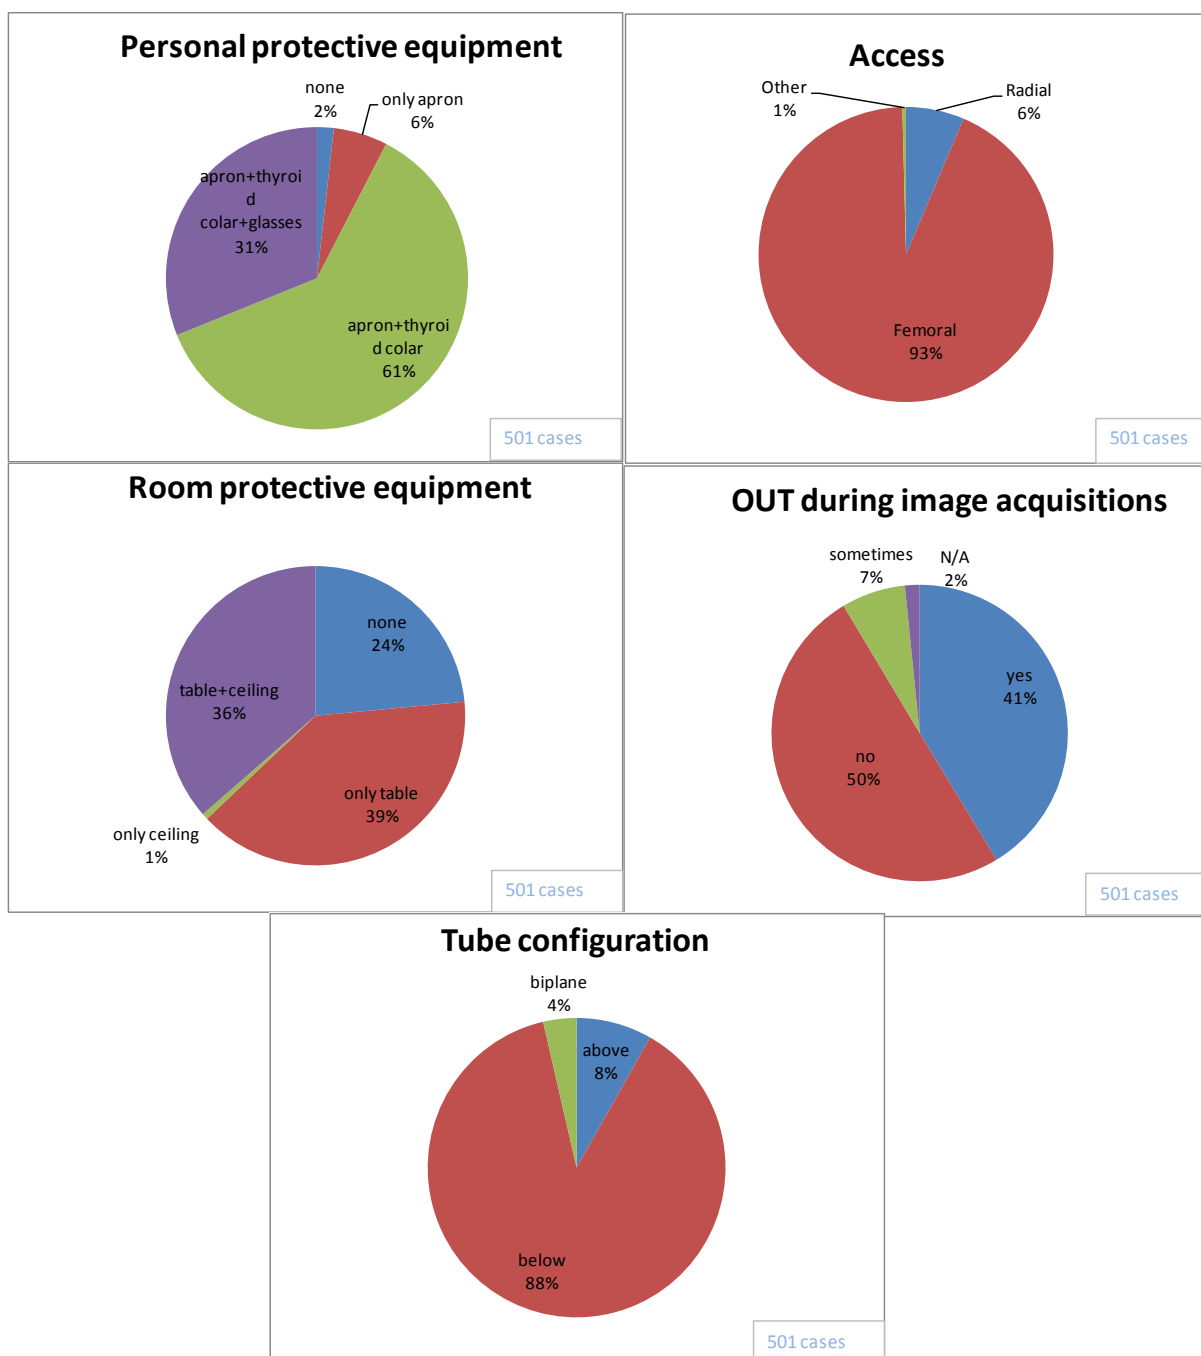 Personal protective equipment
none
2%
only apron
6%
apron+thyroi
d
colar+glasses
31%
apron+thyroi
d colar
61%
501 cases
Access
Other
1%
Radial
6%
Femoral
93%
501 cases
Room protective equipment
none
24%
table+ceiling
36%
only table
39%
only ceiling
1%
501 cases
OUT during image acquisitions
sometimes
7%
N/A
2%
yes
41%
no
50%
501 cases
Tube configuration
biplane
4%
above
8%
below
88%
501 cases